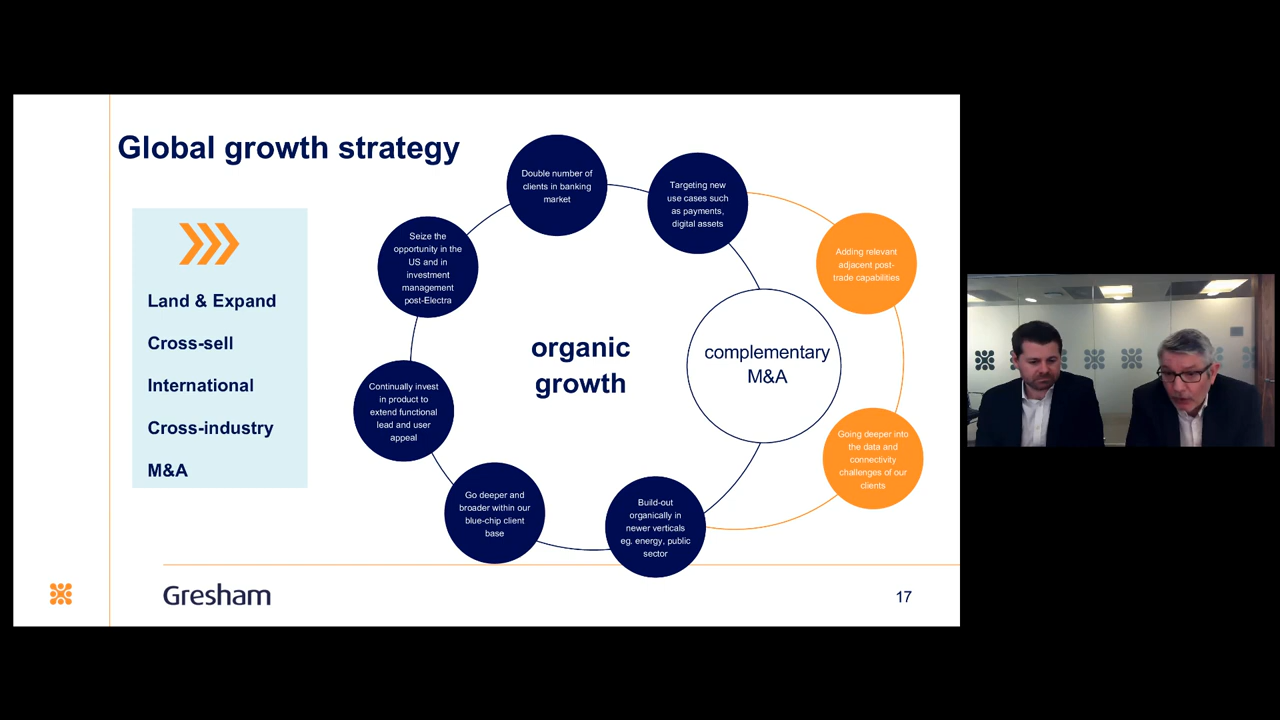 Global growth strategy
Land & Expand
Cross-sell
International
Cross-industry
M&A
Double number of
clients in banking
market
Targeting new
use cases such
as payments,
digital assets
Seize the
opportunity in the
US and in
investment
management
post-Electra
Adding relevant
adjacent post-
trade capabilities
organic
growth
complementary
M&A
Continually invest
in product to
extend functional
lead and user
appeal
Going deeper into
the data and
connectivity
challenges of our
clients
Go deeper and
broader within our
blue-chip client
base
Build-out
organically in
newer verticals
eg. energy, public
sector
Gresham
17